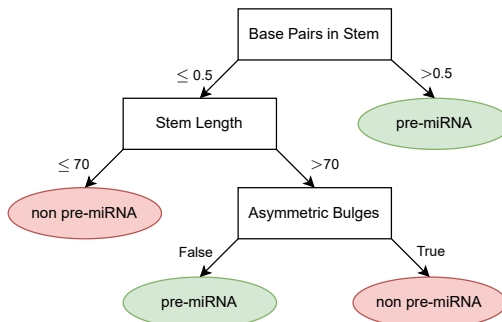 Base Pairs in Stem
≤ 0.5
>0.5
Stem Length
pre-miRNA
≤ 70
>70
non pre-miRNA
Asymmetric Bulges
False
True
pre-miRNA
non pre-miRNA